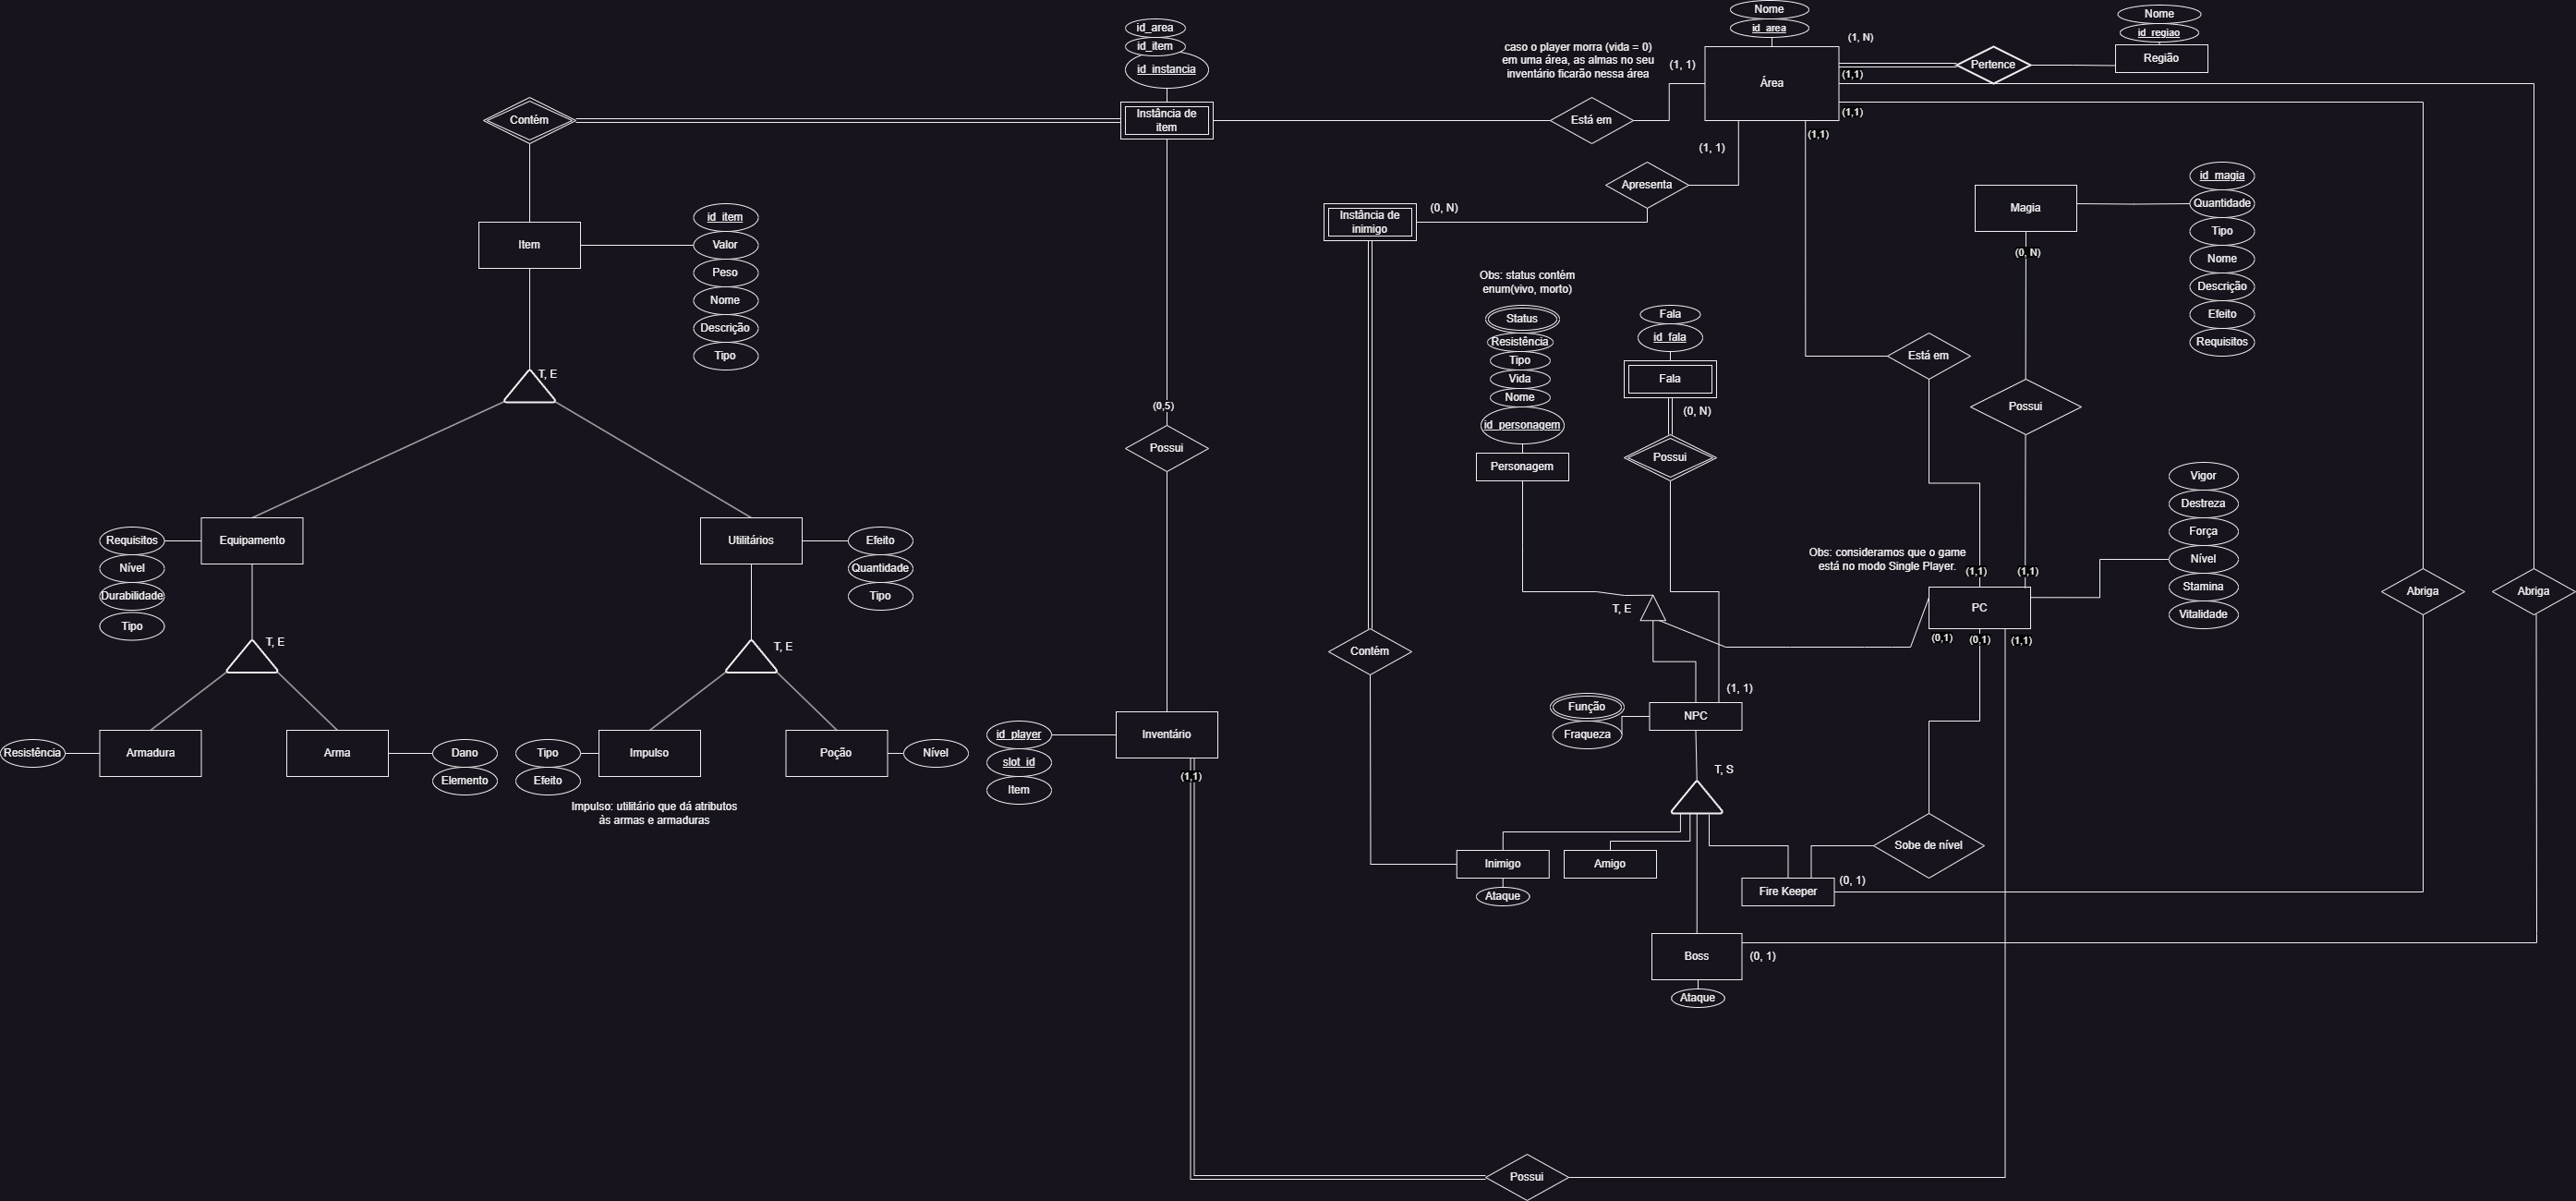 id_area
id_item
id_instancia
Instância de
item
Contém
Está em
caso o player morra (vida = 0)
em uma área, as almas no seu
inventário ficarão nessa área
(1, 1)
Nome
id_area
Área
(1, N)
(1,1)
(1,1)
(1,1)
(1, 1)
Pertence
Nome
id_regiao
Região
Apresenta
Instância de
inimigo
(0, N)
Magia
(0, N)
id_magia
Quantidade
Tipo
Nome
Descrição
Efeito
Requisitos
Item
id_item
Valor
Peso
Nome
Descrição
Tipo
T, E
Obs: status contém
enum(vivo, morto)
Status
Resistência
Tipo
Vida
Nome
id_personagem
Personagem
Fala
id_fala
Fala
(0, N)
Possui
Está em
Possui
(0,5)
Possui
Requisitos
Nível
Durabilidade
Tipo
Equipamento
T, E
Utilitários
Efeito
Quantidade
Tipo
T, E
Armadura
Resistência
Arma
Dano
Elemento
Tipo
Efeito
Impulso
Poção
Nível
Impulso: utilitário que dá atributos
às armas e armaduras
id_player
slot_id
Item
Inventário
(1,1)
Contém
Obs: consideramos que o game
está no modo Single Player.
(1,1)
(1,1)
PC
(0,1)
(0,1)
(1,1)
Vigor
Destreza
Força
Nível
Stamina
Vitalidade
Abriga
Abriga
T, E
(1, 1)
Função
Fraqueza
NPC
T, S
Inimigo
Ataque
Amigo
Fire Keeper
(0, 1)
Sobe de nível
Boss
(0, 1)
Ataque
Possui